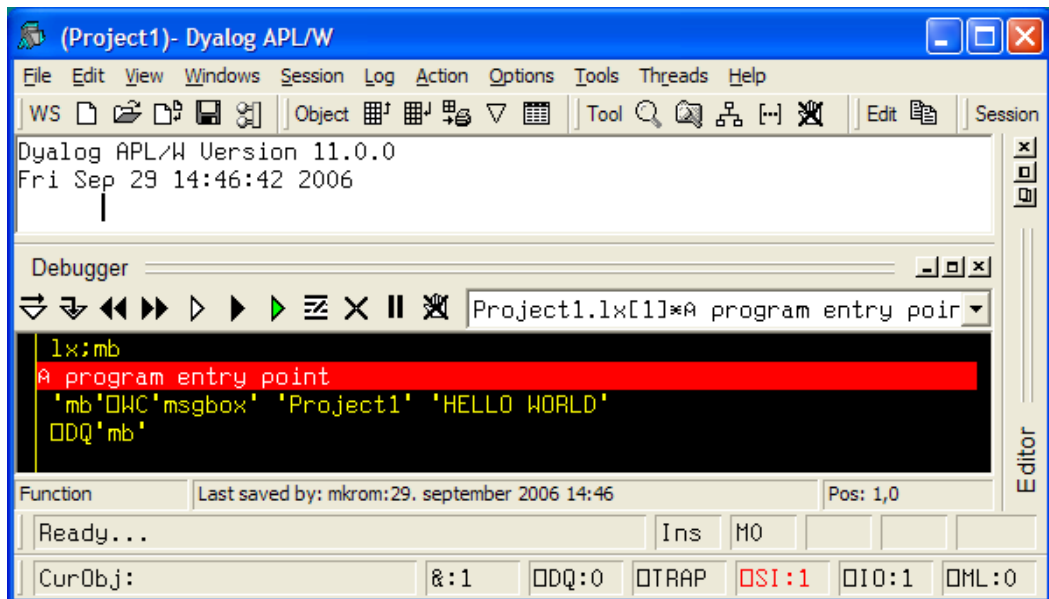 (Project1)- Dyalog APL/W
File Edit View Windows Session Log Action Options Tools Threads Help
WS Object Tool Edit Session
Dyalog APL/W Version 11.0.0
Fri Sep 29 14:46:42 2006
Debugger
Project1.lx[1]*⍝ program entry poin
lx;mb
⍝ program entry point
'mb'⎕WC'msgbox' 'Project1' 'HELLO WORLD'
⎕DQ'mb'
Editor
Function Last saved by: mkrom:29. september 2006 14:46 Pos: 1,0
Ready... Ins MO
CurObj: &:1 ⎕DQ:0 ⎕TRAP ⎕SI:1 ⎕IO:1 ⎕ML:0